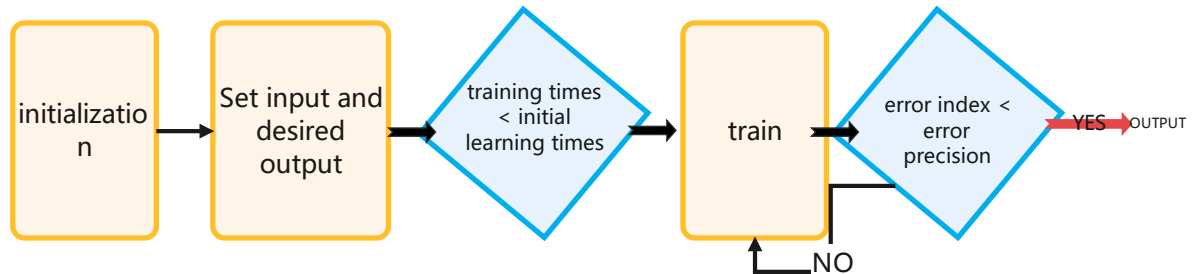 initializatio
n
Set input and
desired
output
training times
< initial
learning times
train
error index <
error
precision
YES
OUTPUT
NO